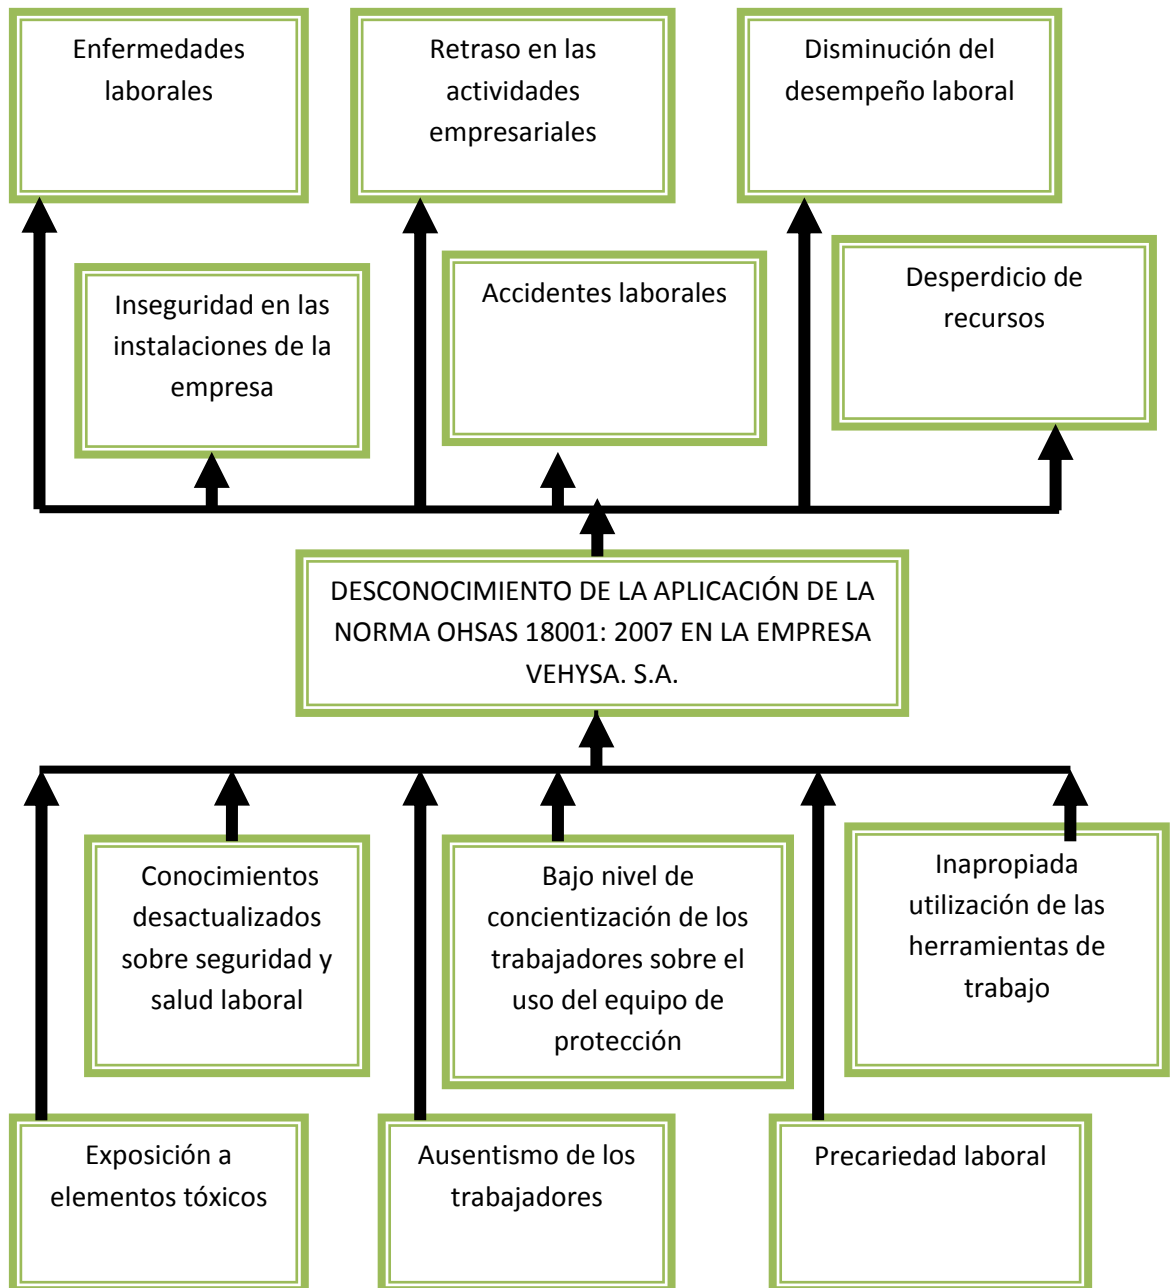 Enfermedades
laborales
Retraso en las
actividades
empresariales
Disminución del
desempeño laboral
Inseguridad en las
instalaciones de la
empresa
Accidentes laborales
Desperdicio de
recursos
DESCONOCIMIENTO DE LA APLICACIÓN DE LA
NORMA OHSAS 18001: 2007 EN LA EMPRESA
VEHYSA. S.A.
Conocimientos
desactualizados
sobre seguridad y
salud laboral
Bajo nivel de
concientización de los
trabajadores sobre el
uso del equipo de
protección
Inapropiada
utilización de las
herramientas de
trabajo
Exposición a
elementos tóxicos
Ausentismo de los
trabajadores
Precariedad laboral